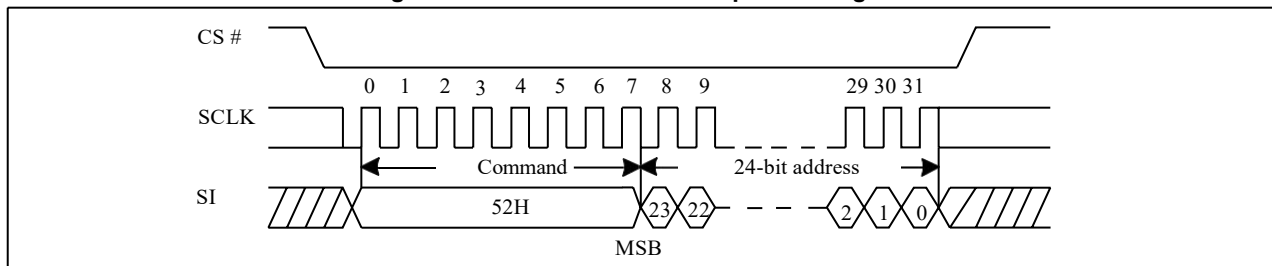 CS #
0 1 2 3 4 5 6 7 8 9 29 30 31
SCLK
Command 24-bit address
SI 52H 23 22 2 1 0
MSB